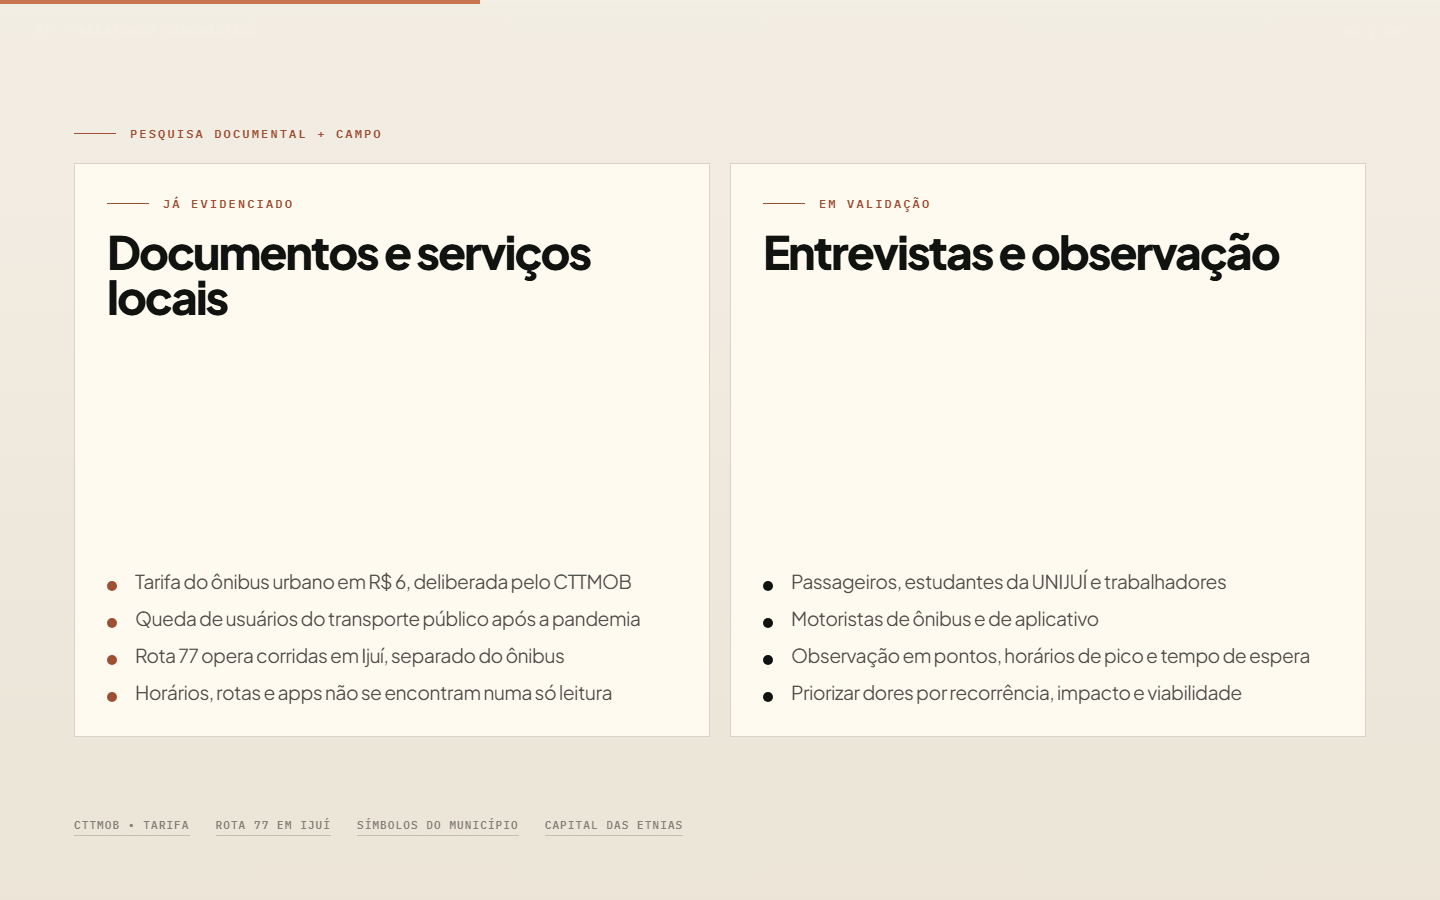 PESQUISA DOCUMENTAL + CAMPO
JÁ EVIDENCIADO
Documentos e serviços
locais
Tarifa do ônibus urbano em R$ 6, deliberada pelo CTTMOB
Queda de usuários do transporte público após a pandemia
Rota 77 opera corridas em Ijuí, separado do ônibus
Horários, rotas e apps não se encontram numa só leitura
EM VALIDAÇÃO
Entrevistas e observação
Passageiros, estudantes da UNIJUÍ e trabalhadores
Motoristas de ônibus e de aplicativo
Observação em pontos, horários de pico e tempo de espera
Priorizar dores por recorrência, impacto e viabilidade
CTTMOB • TARIFA
ROTA 77 EM IJUÍ
SÍMBOLOS DO MUNICÍPIO
CAPITAL DAS ETNIAS